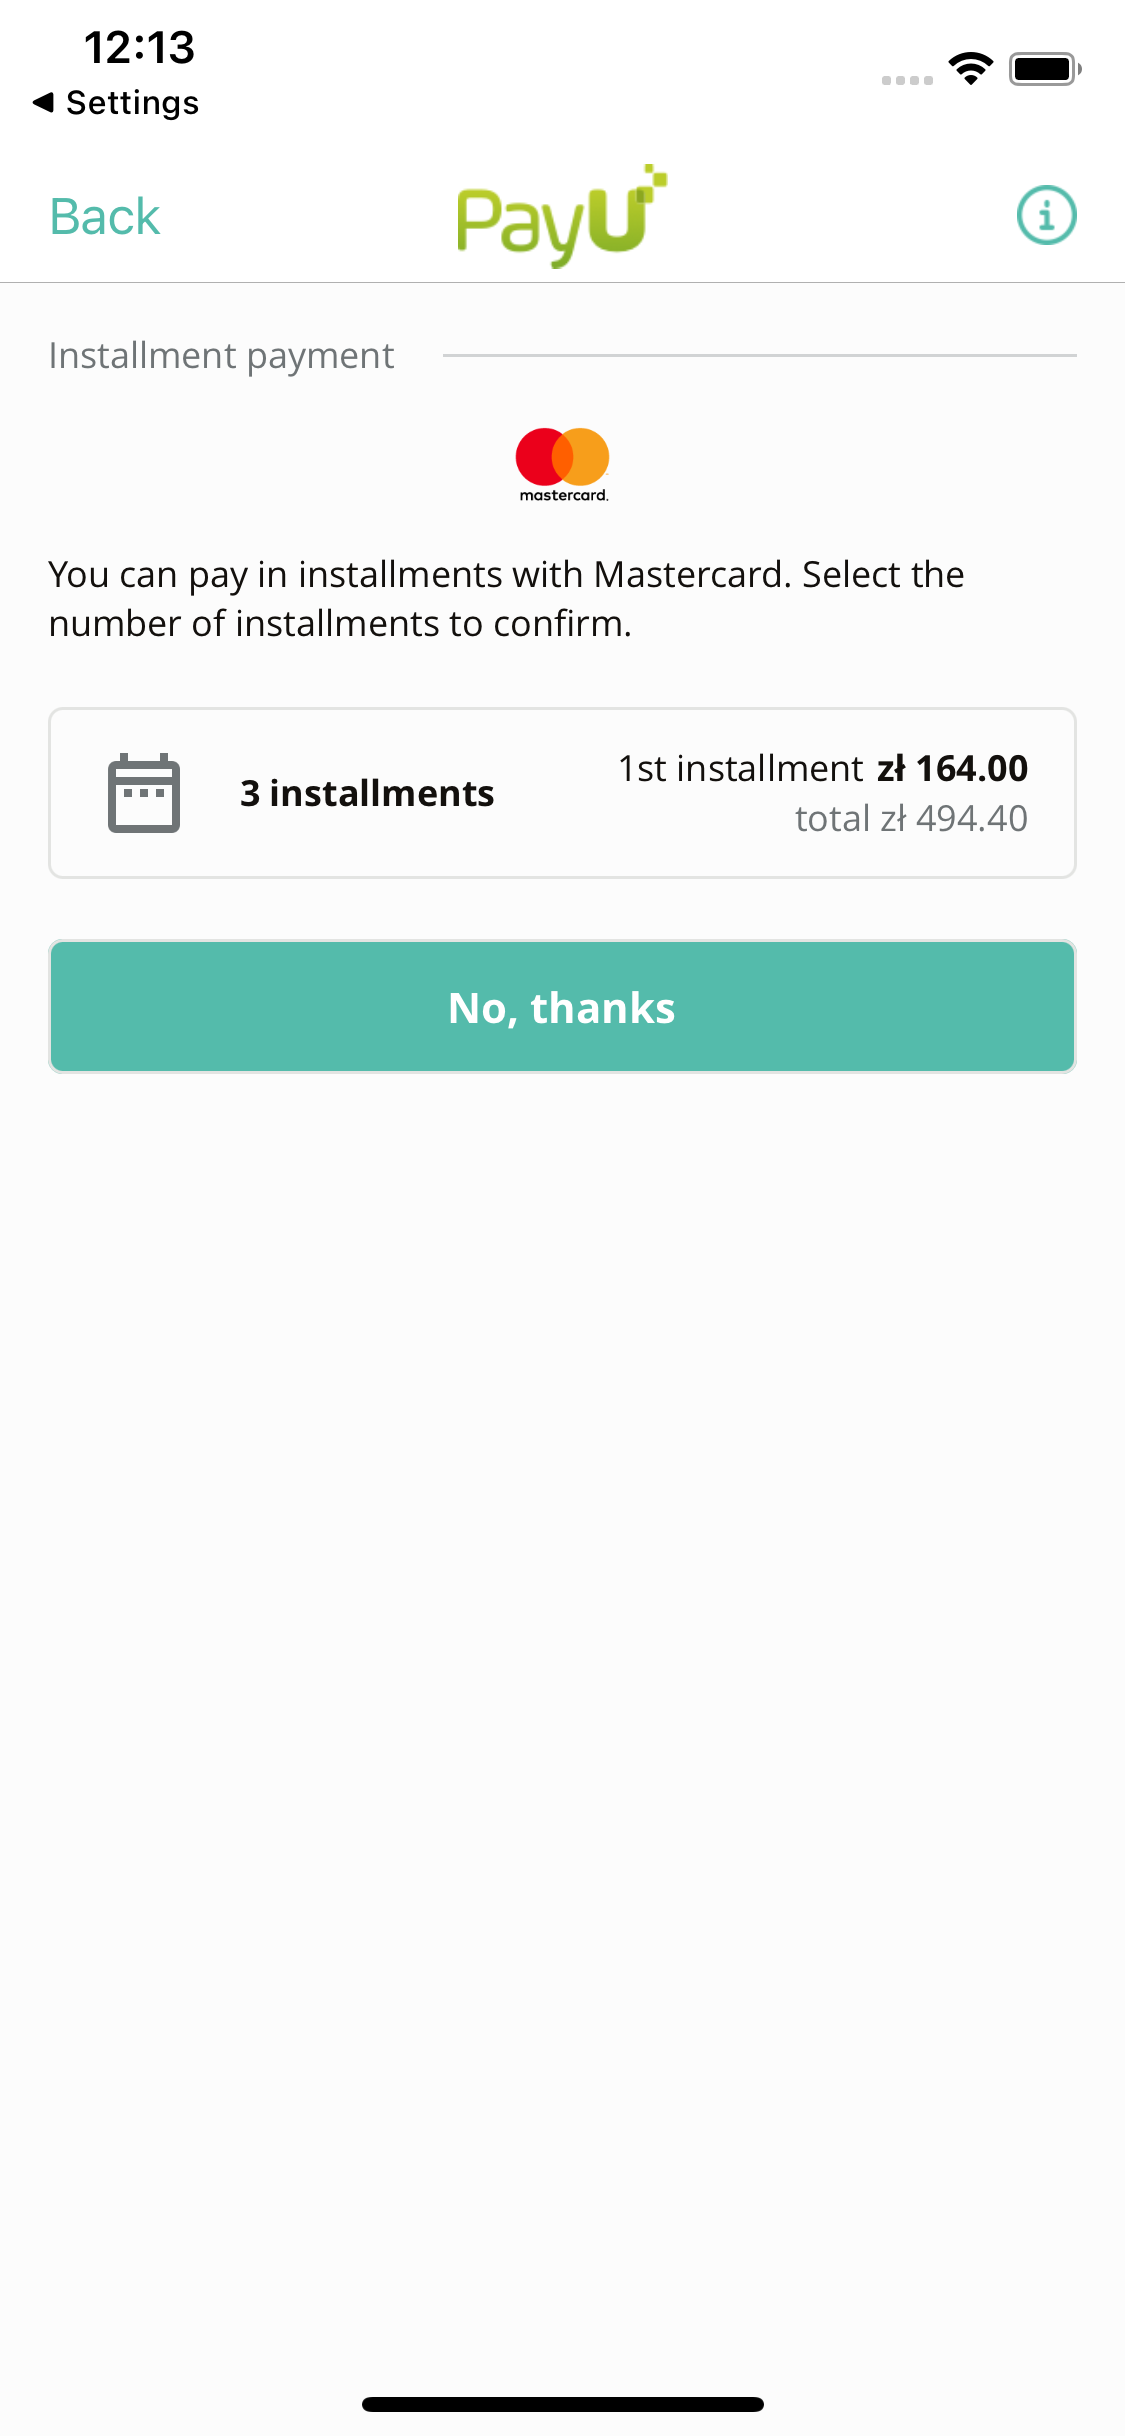 12:13
◀ Settings
Back
PayU
Installment payment
mastercard.
You can pay in installments with Mastercard. Select the
number of installments to confirm.
3 installments
1st installment zł 164.00
total zł 494.40
No, thanks